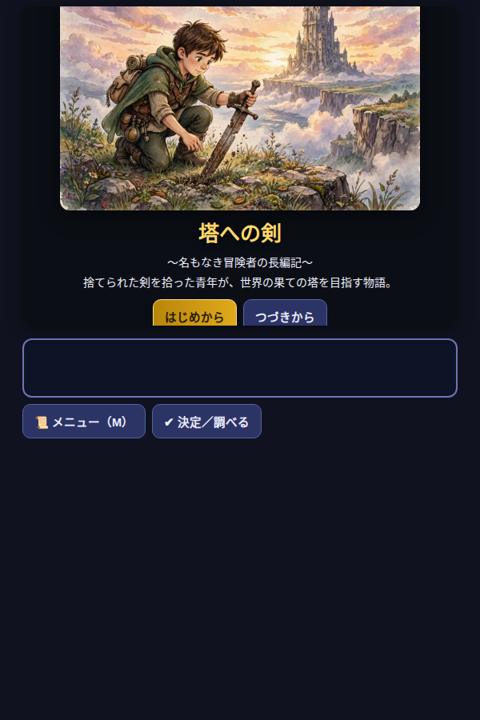 塔への剣
〜名もなき冒険者の長編記〜
捨てられた剣を拾った青年が、世界の果ての塔を目指す物語。
はじめから
つづきから
📜 メニュー（M）
✔ 決定／調べる